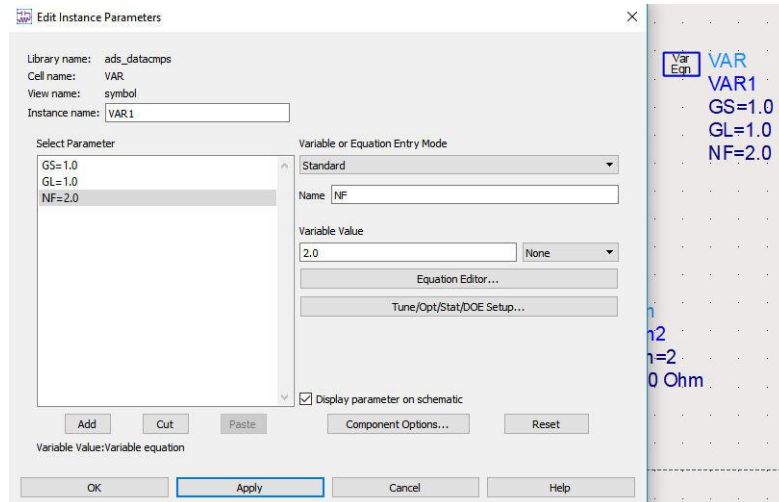 Edit Instance Parameters
Library name: ads_datacmps
Cell name: VAR
View name: symbol
Instance name: VAR1
Select Parameter
GS=1.0
GL=1.0
NF=2.0
Variable or Equation Entry Mode
Standard
Name NF
Variable Value
2.0 None
Equation Editor...
Tune/Opt/Stat/DOE Setup...
Display parameter on schematic
Add Cut Paste Component Options... Reset
Variable Value:Variable equation
OK Apply Cancel Help
Var
Eqn
VAR
VAR1
GS=1.0
GL=1.0
NF=2.0
=2
0 Ohm